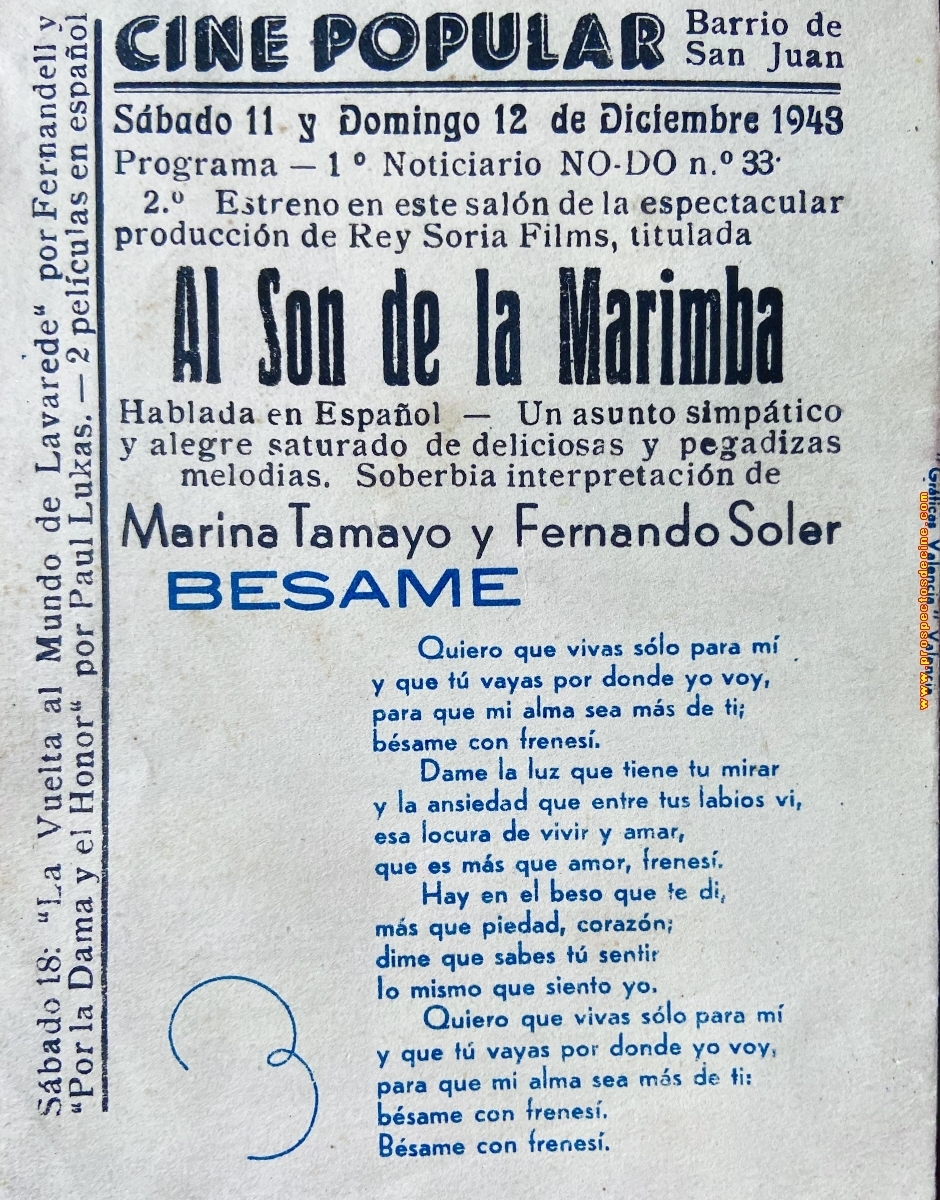 CINE POPULAR
Barrio de
San Juan
Sábado 11 y Domingo 12 de Diciembre 1943
Programa — 1º Noticiario NO-DO n.º 33·
2.º Estreno en este salón de la espectacular
producción de Rey Soria Films, titulada
Al Son de la Marimba
Hablada en Español — Un asunto simpático
y alegre saturado de deliciosas y pegadizas
melodias. Soberbia interpretación de
Marina Tamayo y Fernando Soler
BESAME
Quiero que vivas sólo para mí
y que tú vayas por donde yo voy,
para que mi alma sea más de ti;
bésame con frenesí.
Dame la luz que tiene tu mirar
y la ansiedad que entre tus labios vi,
esa locura de vivir y amar,
que es más que amor, frenesí.
Hay en el beso que te di,
más que piedad, corazón;
dime que sabes tú sentir
lo mismo que siento yo.
Quiero que vivas sólo para mí
y que tú vayas por donde yo voy,
para que mi alma sea más de ti:
bésame con frenesí.
Bésame con frenesí.
3
Sábado 18: "La Vuelta al Mundo de Lavarede" por Fernandell y
"Por la Dama y el Honor" por Paul Lukas. — 2 películas en español
Gráficas Valencia Valencia
www.prospectosdecine.com